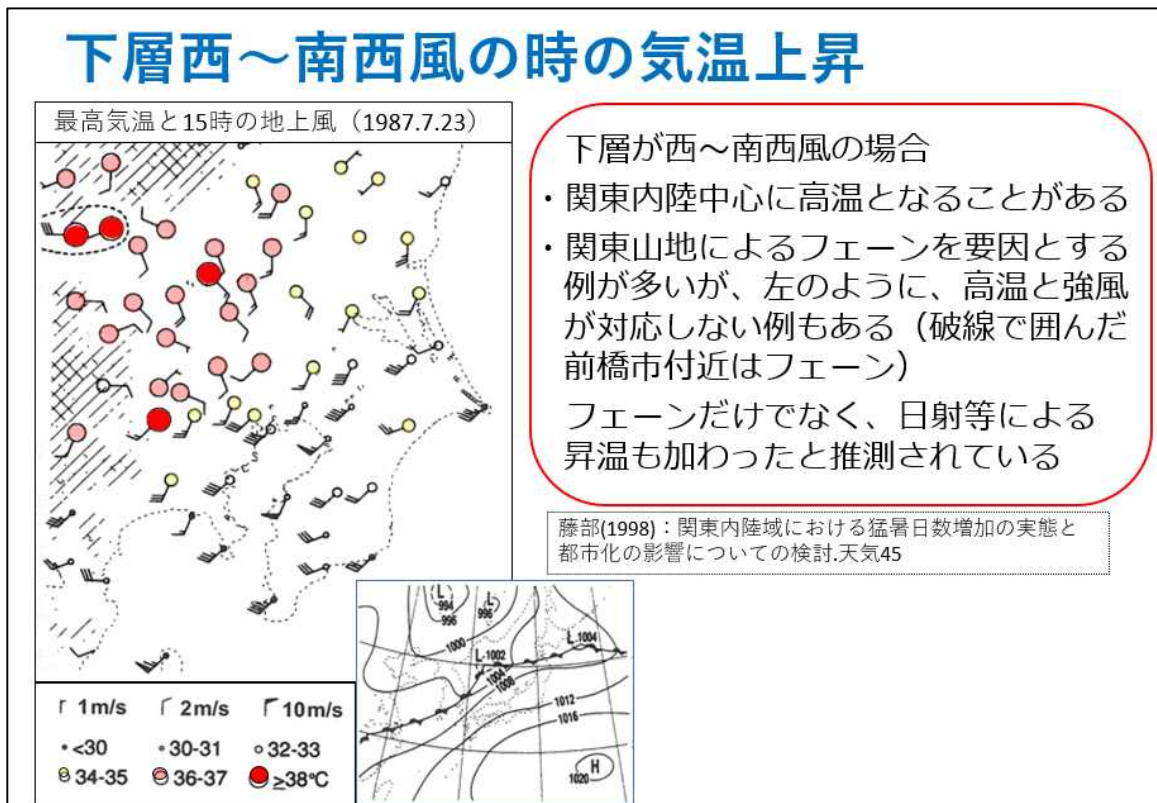 下層西～南西風の時の気温上昇
最高気温と15時の地上風（1987.7.23）
下層が西～南西風の場合
・関東内陸中心に高温となることがある
・関東山地によるフェーンを要因とする
例が多いが、左のように、高温と強風
が対応しない例もある（破線で囲んだ
前橋市付近はフェーン）
フェーンだけでなく、日射等による
昇温も加わったと推測されている
藤部(1998)：関東内陸域における猛暑日数増加の実態と
都市化の影響についての検討.天気45
L
994
996
L
996
1000
L 1004
L-1002
1004
1008
1012
1016
H
1020
1m/s 2m/s 10m/s
<30 30-31 32-33
34-35 36-37 ≥38℃